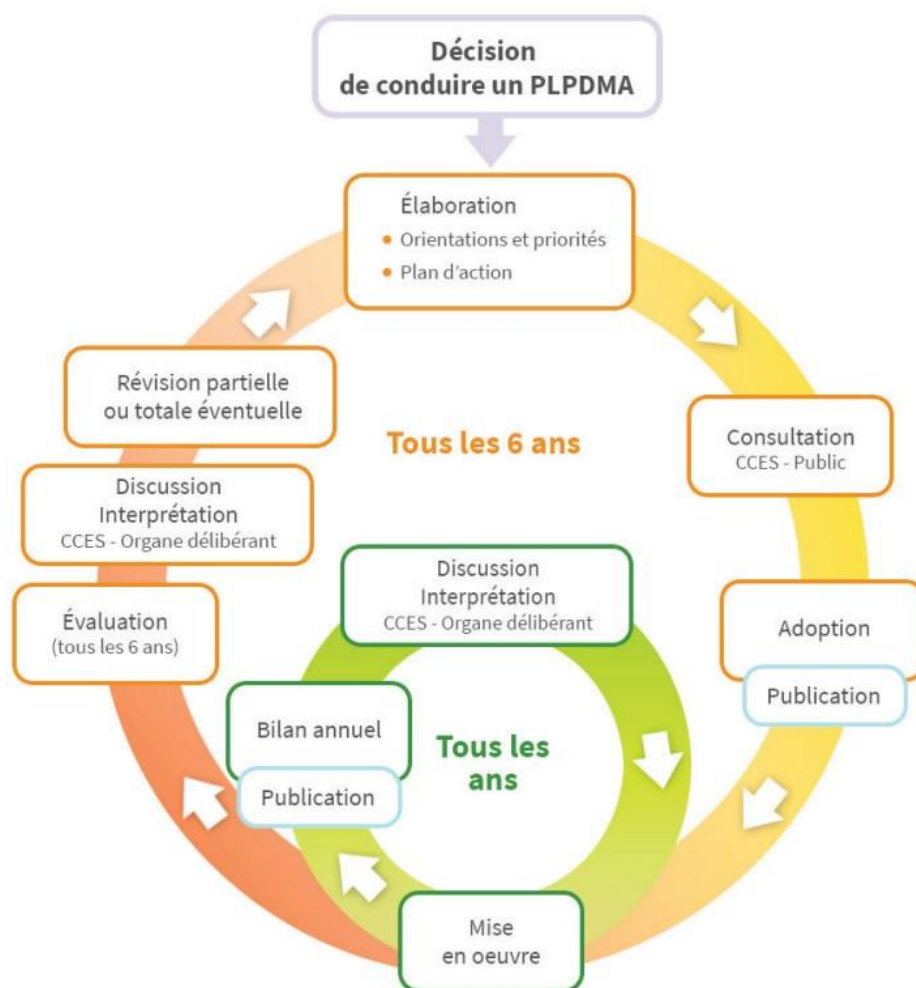 Décision
de conduire un PLPDMA
Élaboration
• Orientations et priorités
• Plan d'action
Révision partielle
ou totale éventuelle
Tous les 6 ans
Consultation
CCES - Public
Discussion
Interprétation
CCES - Organe délibérant
Discussion
Interprétation
CCES - Organe délibérant
Évaluation
(tous les 6 ans)
Adoption
Publication
Bilan annuel
Publication
Tous les
ans
Mise
en oeuvre